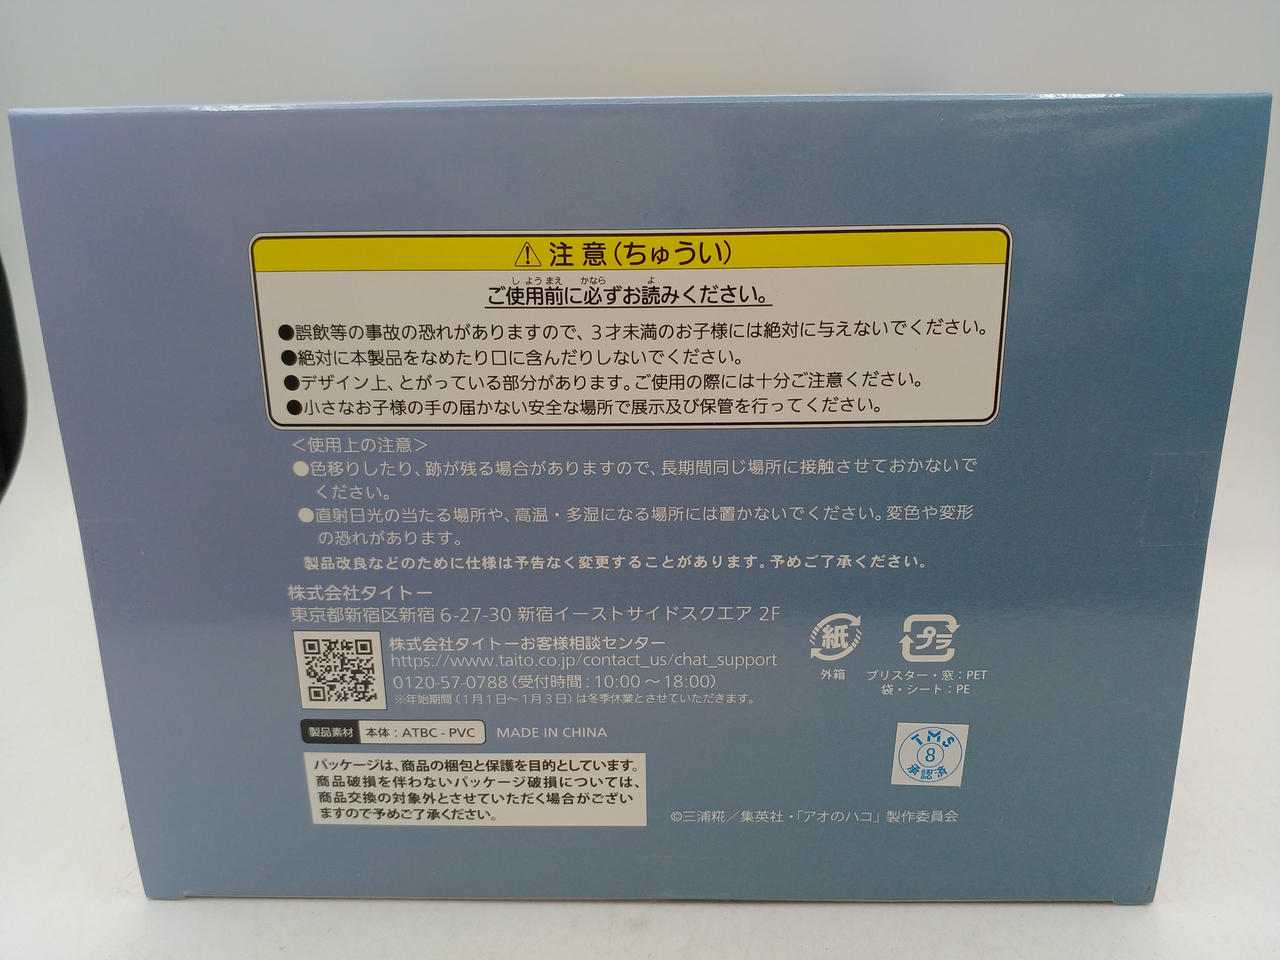 ⚠注意(ちゅうい)
ご使用前に必ずお読みください。
●誤飲等の事故の恐れがありますので、3才未満のお子様には絶対に与えないでください。
●絶対に本製品をなめたり口に含んだりしないでください。
●デザイン上、とがっている部分があります。ご使用の際には十分ご注意ください。
●小さなお子様の手の届かない安全な場所で展示及び保管を行ってください。
＜使用上の注意＞
●色移りしたり、跡が残る場合がありますので、長期間同じ場所に接触させておかないで
ください。
●直射日光の当たる場所や、高温・多湿になる場所には置かないでください。変色や変形
の恐れがあります。
製品改良などのために仕様は予告なく変更することがあります。予めご了承ください。
株式会社タイトー
東京都新宿区新宿 6-27-30 新宿イーストサイドスクエア 2F
株式会社タイトーお客様相談センター
https://www.taito.co.jp/contact_us/chat_support
0120-57-0788(受付時間:10:00～18:00)
※年始期間(1月1日～1月3日)は冬季休業とさせていただきます。
紙
外箱
プラ
ブリスター・窓:PET
袋・シート:PE
製品素材 本体:ATBC-PVC MADE IN CHINA
パッケージは、商品の梱包と保護を目的としています。
商品破損を伴わないパッケージ破損については、
商品交換の対象外とさせていただく場合がござい
ますので予めご了承ください。
TMS
8
承認済
©三浦糀／集英社・「アオのハコ」製作委員会